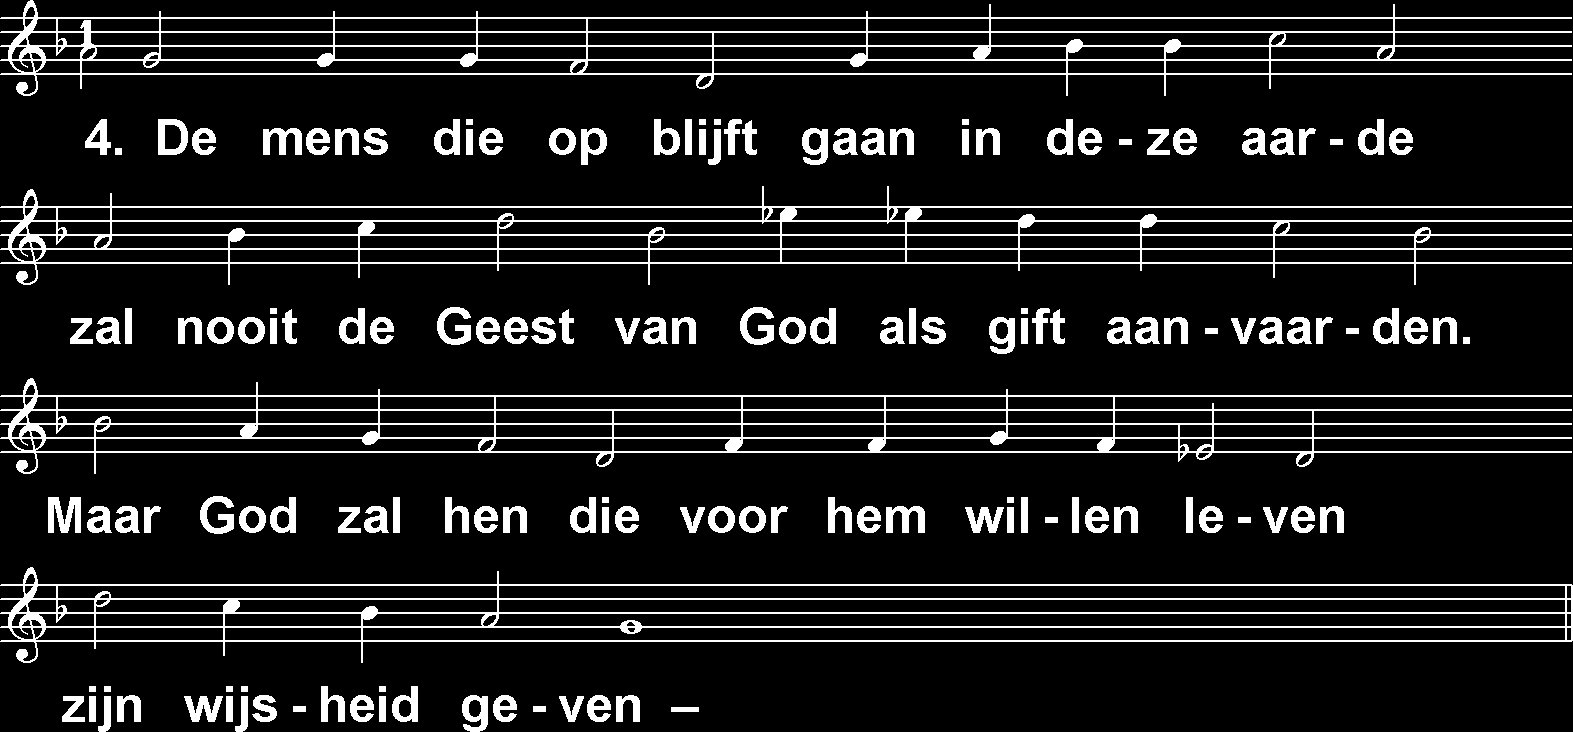 4. De mens die op blijft gaan in de - ze aar - de
zal nooit de Geest van God als gift aan - vaar - den.
Maar God zal hen die voor hem wil - len le - ven
zijn wijs - heid ge - ven –